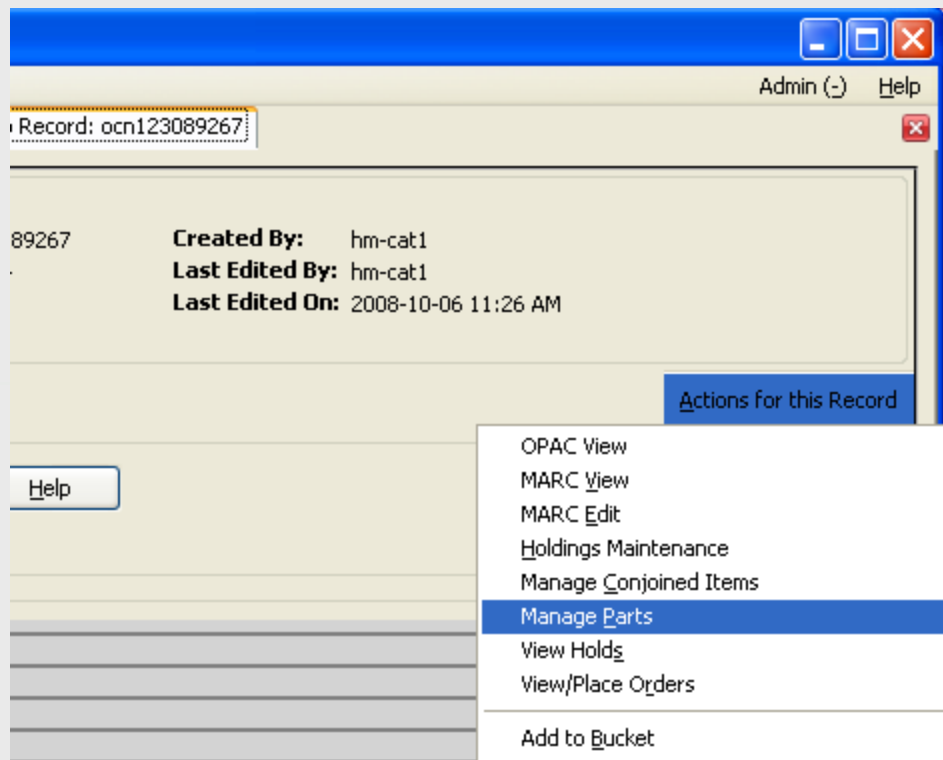 Admin (-) Help
Record: ocn123089267
89267 Created By: hm-cat1
Last Edited By: hm-cat1
Last Edited On: 2008-10-06 11:26 AM
Actions for this Record
Help
OPAC View
MARC View
MARC Edit
Holdings Maintenance
Manage Conjoined Items
Manage Parts
View Holds
View/Place Orders
Add to Bucket